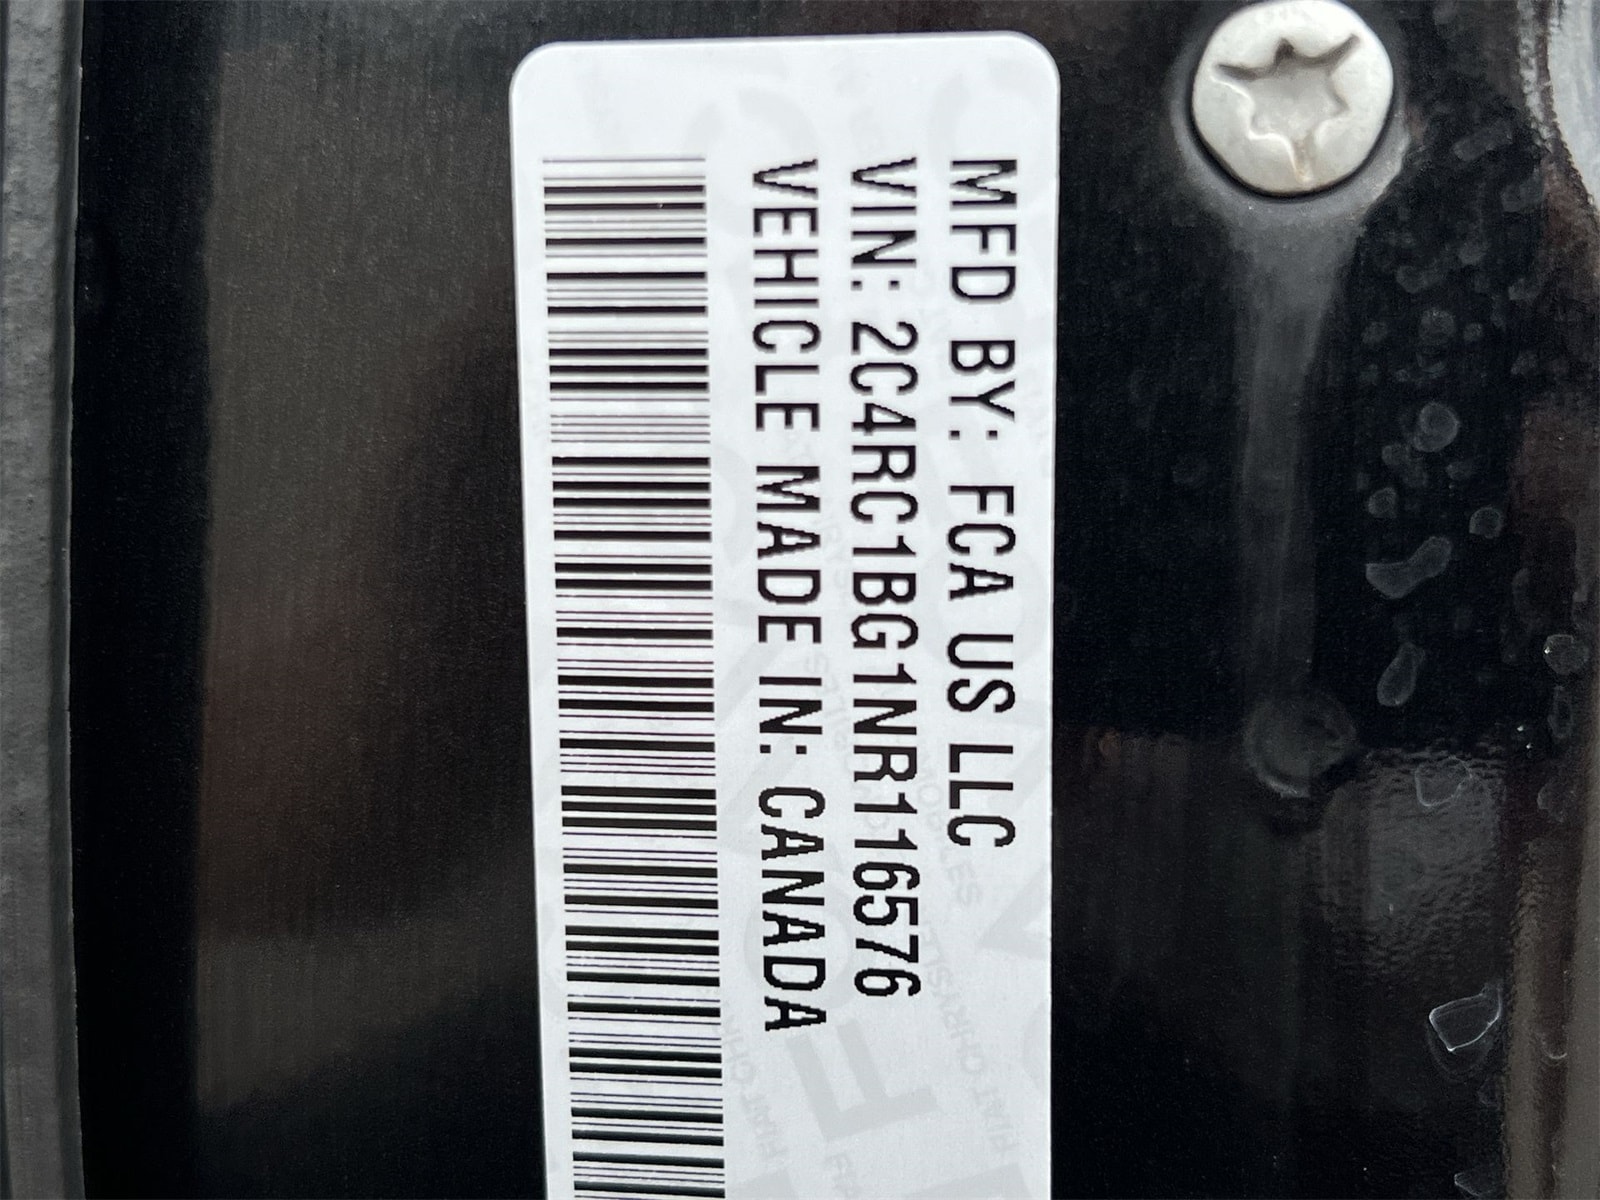 MFD BY: FCA US LLC
VIN: 2C4RC1BG1NR116576
VEHICLE MADE IN: CANADA